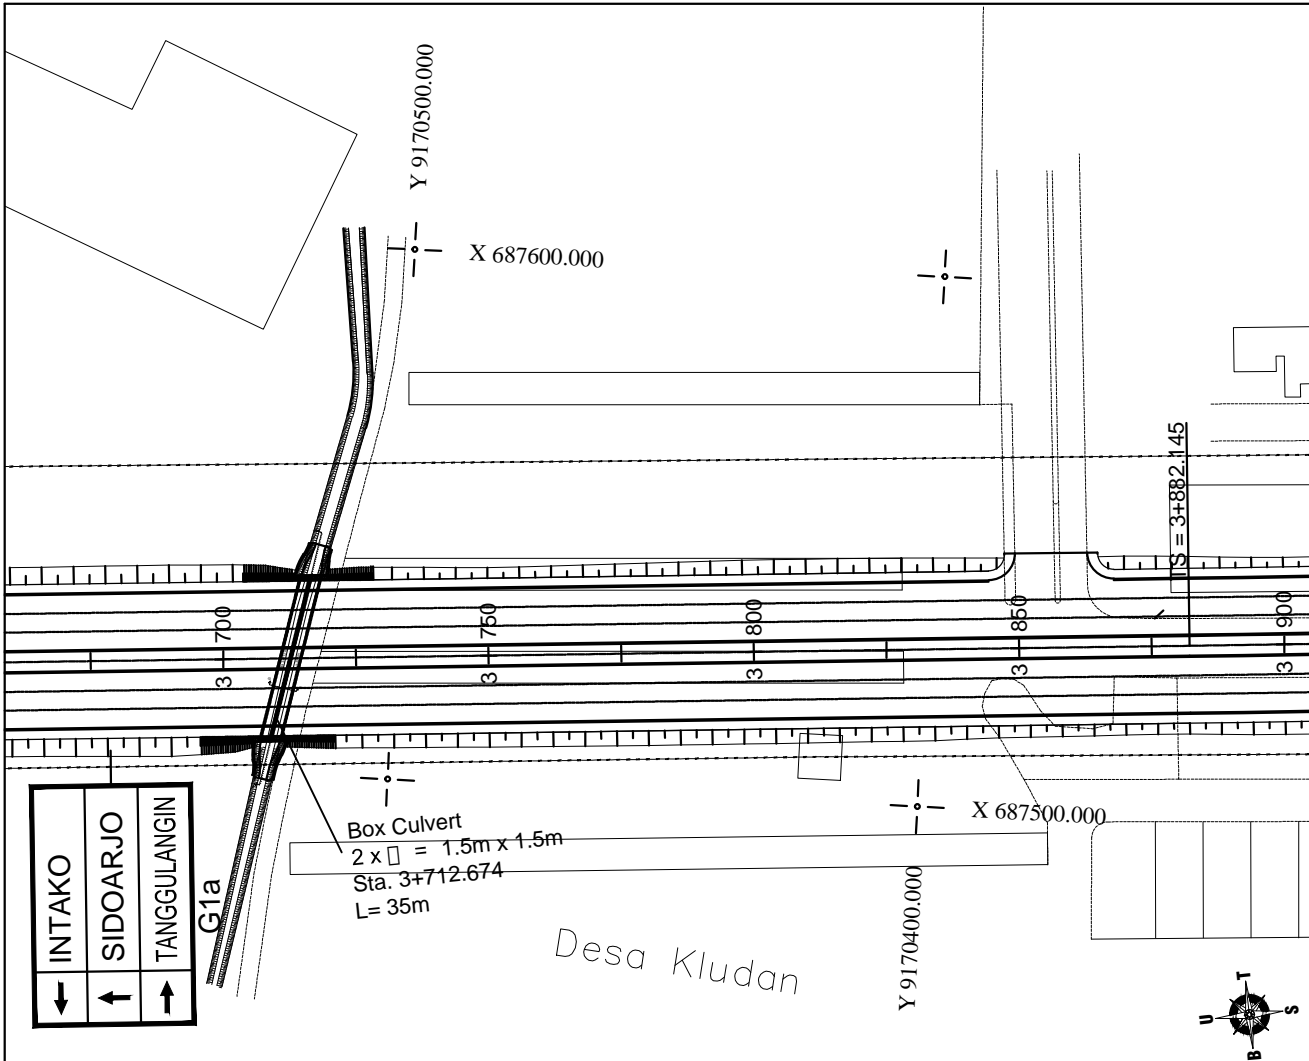 Y 9170500.000
X 687600.000
TS = 3+882.145
700
750
800
850
900
3
3
3
3
3
Box Culvert
2 x ▯ = 1.5m x 1.5m
Sta. 3+712.674
L= 35m
X 687500.000
Y 9170400.000
INTAKO
SIDOARJO
TANGGULANGIN
G1a
Desa Kludan
T
U
S
B